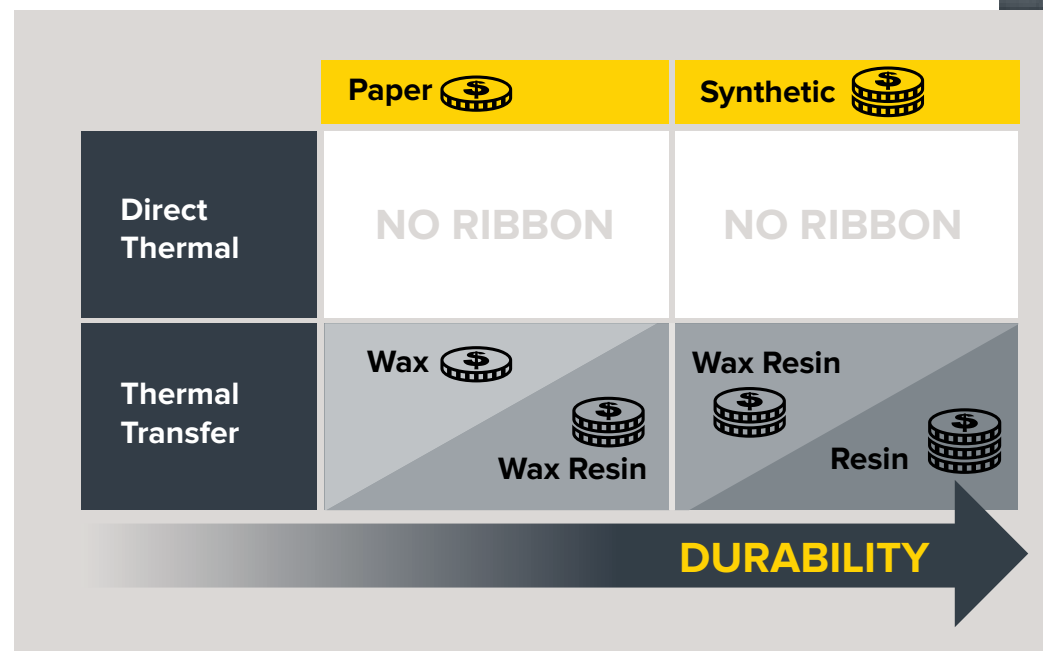 Paper
Synthetic
Direct
Thermal
NO RIBBON
NO RIBBON
Thermal
Transfer
Wax
Wax Resin
Wax Resin
Resin
DURABILITY